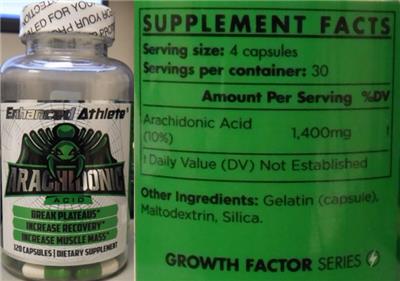 PROTECTION
Enhanced Athlete
ARACHIDONIC
ACID
BREAK PLATEAUS*
INCREASE RECOVERY*
INCREASE MUSCLE MASS*
120 CAPSULES | DIETARY SUPPLEMENT
SUPPLEMENT FACTS
Serving size: 4 capsules
Servings per container: 30
Amount Per Serving %DV
Arachidonic Acid 1,400mg †
(10%)
† Daily Value (DV) Not Established
Other Ingredients: Gelatin (capsule),
Maltodextrin, Silica.
GROWTH FACTOR SERIES